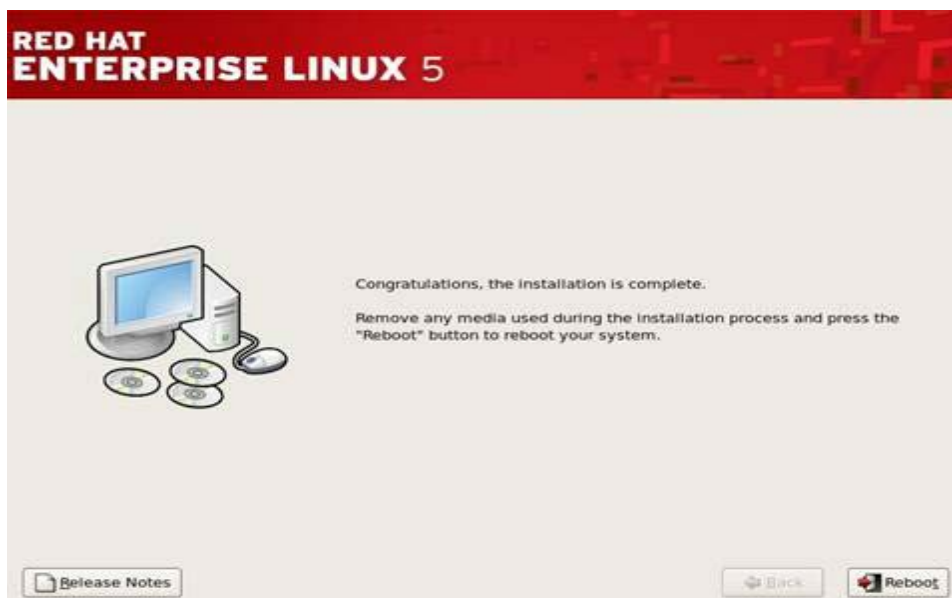 RED HAT
ENTERPRISE LINUX 5
Congratulations, the installation is complete.
Remove any media used during the installation process and press the
"Reboot" button to reboot your system.
Release Notes
Back
Reboot